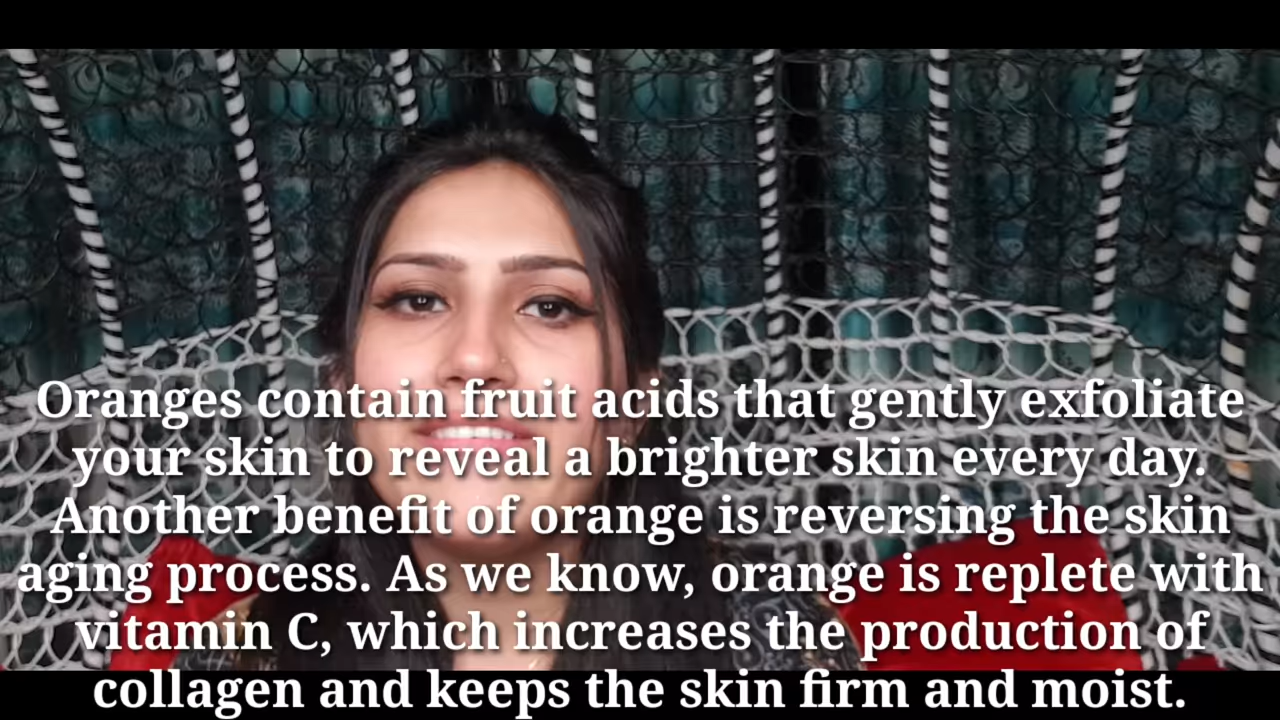 Oranges contain fruit acids that gently exfoliate
your skin to reveal a brighter skin every day.
Another benefit of orange is reversing the skin
aging process. As we know, orange is replete with
vitamin C, which increases the production of
collagen and keeps the skin firm and moist.